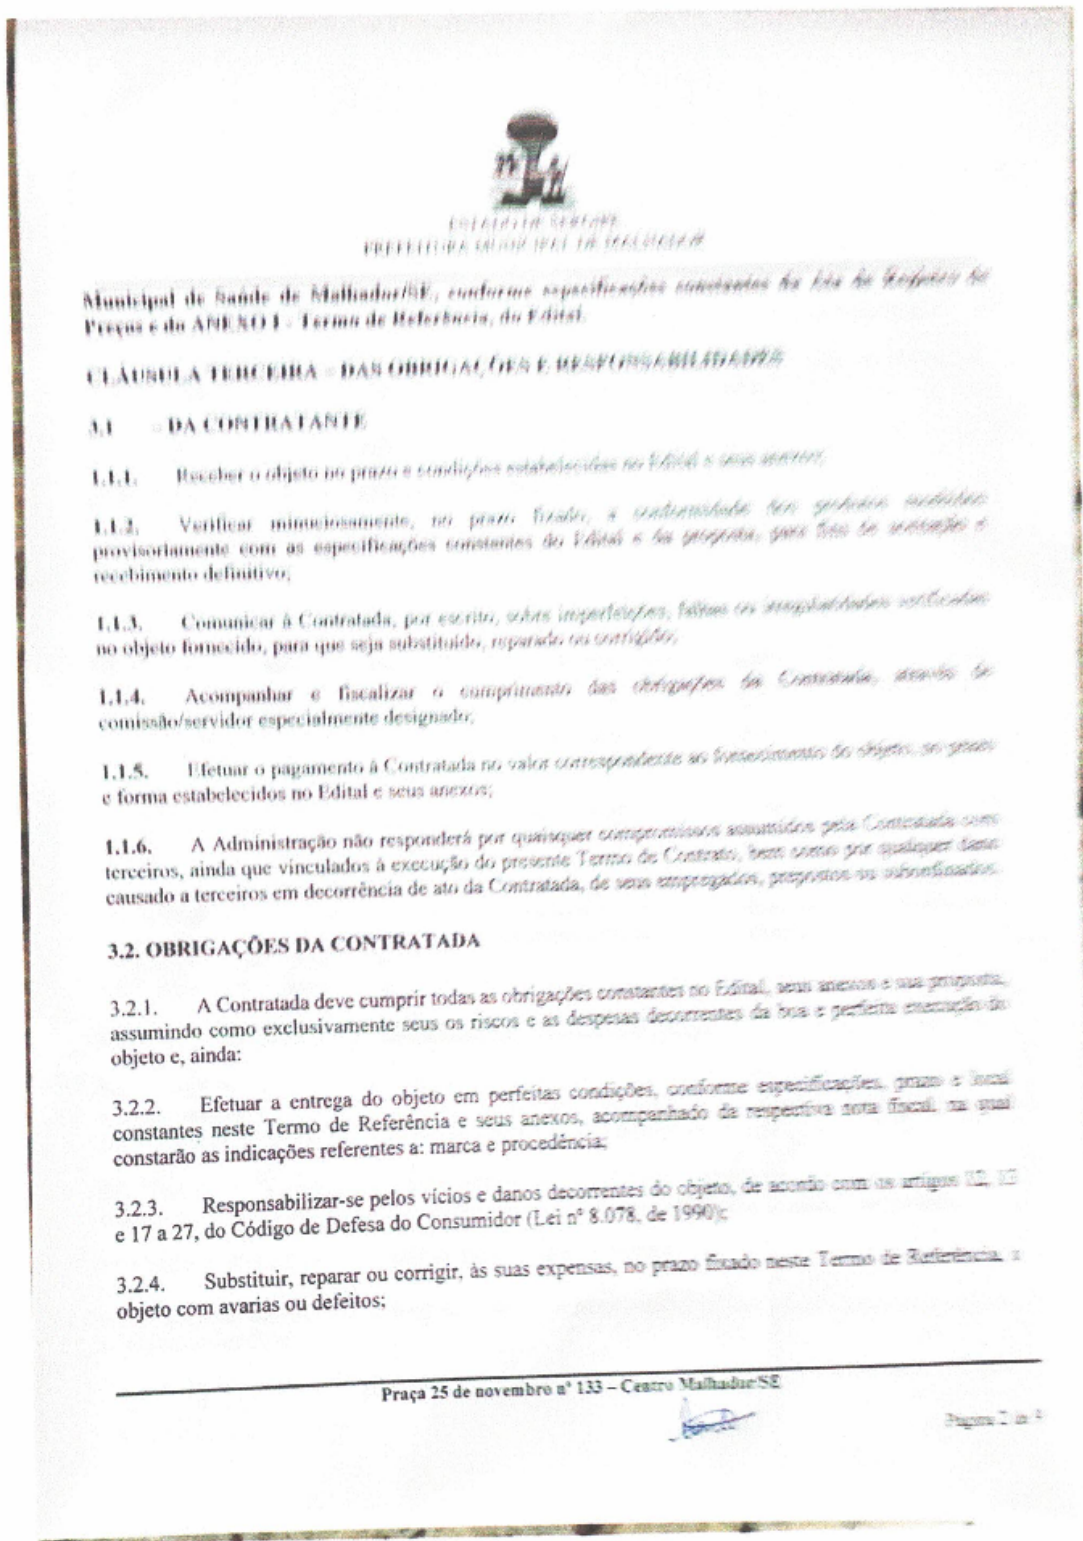 ESTADO DE SERGIPE
PREFEITURA MUNICIPAL DE MALHADOR
Municipal de Saúde de Malhador/SE, conforme especificações constantes da Ata de Registro de
Preços e do ANEXO I - Termo de Referência, do Edital.
CLÁUSULA TERCEIRA – DAS OBRIGAÇÕES E RESPONSABILIDADES
3.1 – DA CONTRATANTE
1.1.1. Receber o objeto no prazo e condições estabelecidas no Edital e seus anexos;
1.1.2. Verificar minuciosamente, no prazo fixado, a conformidade dos recebidos
provisoriamente com as especificações constantes do Edital e da proposta, para fins de aceitação e
recebimento definitivo;
1.1.3. Comunicar à Contratada, por escrito, sobre imperfeições, falhas ou irregularidades verificadas
no objeto fornecido, para que seja substituído, reparado ou corrigido;
1.1.4. Acompanhar e fiscalizar o cumprimento das obrigações da Contratada, através de
comissão/servidor especialmente designado;
1.1.5. Efetuar o pagamento à Contratada no valor correspondente ao fornecimento do objeto, no prazo
e forma estabelecidos no Edital e seus anexos;
1.1.6. A Administração não responderá por quaisquer compromissos assumidos pela Contratada com
terceiros, ainda que vinculados à execução do presente Termo de Contrato, bem como por qualquer dano
causado a terceiros em decorrência de ato da Contratada, de seus empregados, prepostos ou subordinados.
3.2. OBRIGAÇÕES DA CONTRATADA
3.2.1. A Contratada deve cumprir todas as obrigações constantes no Edital, seus anexos e sua proposta,
assumindo como exclusivamente seus os riscos e as despesas decorrentes da boa e perfeita execução do
objeto e, ainda:
3.2.2. Efetuar a entrega do objeto em perfeitas condições, conforme especificações, prazo e local
constantes neste Termo de Referência e seus anexos, acompanhado da respectiva nota fiscal, na qual
constarão as indicações referentes a: marca e procedência;
3.2.3. Responsabilizar-se pelos vícios e danos decorrentes do objeto, de acordo com os artigos 12, 13
e 17 a 27, do Código de Defesa do Consumidor (Lei nº 8.078, de 1990);
3.2.4. Substituir, reparar ou corrigir, às suas expensas, no prazo fixado neste Termo de Referência, o
objeto com avarias ou defeitos;
Praça 25 de novembro nº 133 – Centro Malhador/SE
Página 2 de